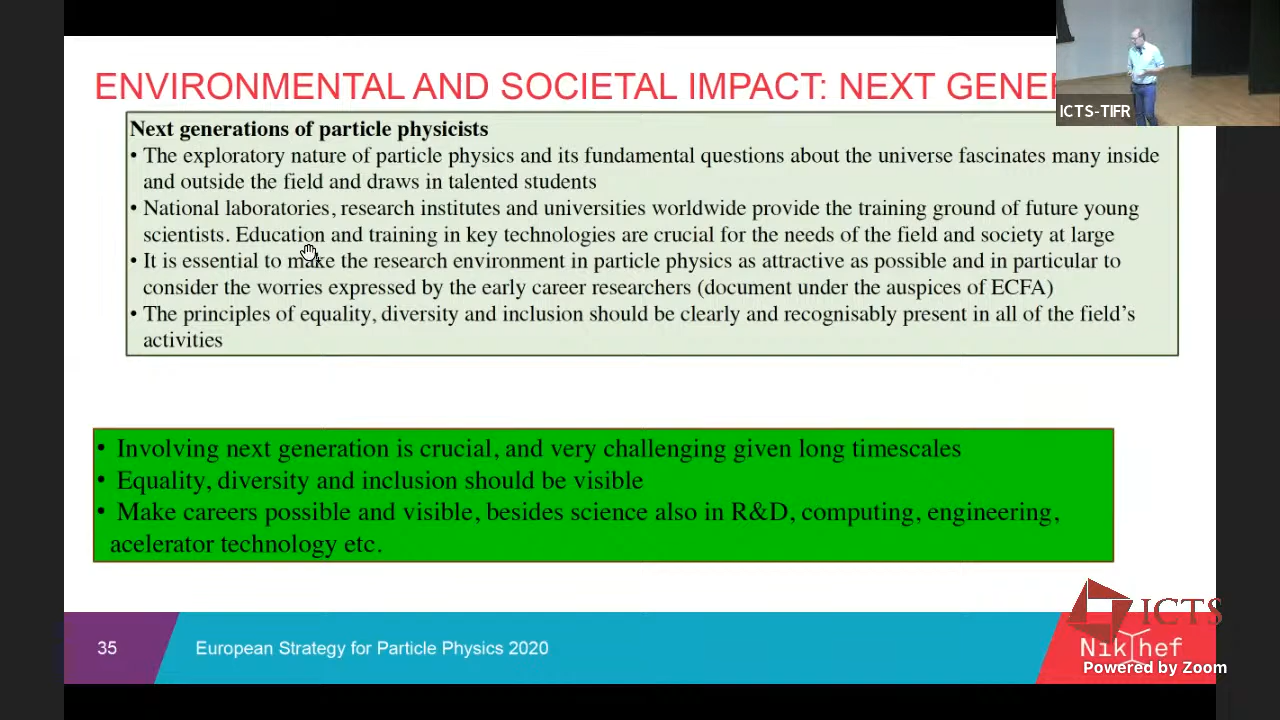 ENVIRONMENTAL AND SOCIETAL IMPACT: NEXT GENE
ICTS-TIFR
Next generations of particle physicists
• The exploratory nature of particle physics and its fundamental questions about the universe fascinates many inside
and outside the field and draws in talented students
• National laboratories, research institutes and universities worldwide provide the training ground of future young
scientists. Education and training in key technologies are crucial for the needs of the field and society at large
• It is essential to make the research environment in particle physics as attractive as possible and in particular to
consider the worries expressed by the early career researchers (document under the auspices of ECFA)
• The principles of equality, diversity and inclusion should be clearly and recognisably present in all of the field's
activities
• Involving next generation is crucial, and very challenging given long timescales
• Equality, diversity and inclusion should be visible
• Make careers possible and visible, besides science also in R&D, computing, engineering,
acelerator technology etc.
ICTS
35
European Strategy for Particle Physics 2020
Nikhef
Powered by Zoom